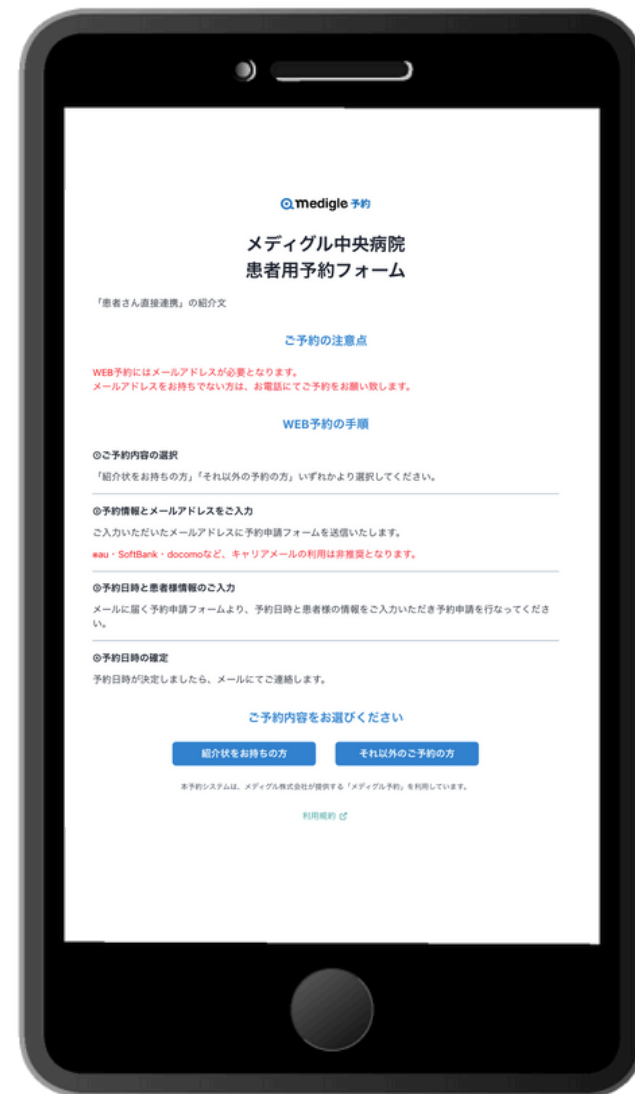 medigle 予約
メディグル中央病院
患者用予約フォーム
「患者さん直接連携」の紹介文
ご予約の注意点
WEB予約にはメールアドレスが必要となります。
メールアドレスをお持ちでない方は、お電話にてご予約をお願い致します。
WEB予約の手順
①ご予約内容の選択
「紹介状をお持ちの方」「それ以外の予約の方」いずれかより選択してください。
②予約情報とメールアドレスをご入力
ご入力いただいたメールアドレスに予約申請フォームを送信いたします。
※au・SoftBank・docomoなど、キャリアメールの利用は非推奨となります。
③予約日時と患者様情報のご入力
メールに届く予約申請フォームより、予約日時と患者様の情報をご入力いただき予約申請を行なってくださ
い。
④予約日時の確定
予約日時が決定しましたら、メールにてご連絡します。
ご予約内容をお選びください
紹介状をお持ちの方 それ以外のご予約の方
本予約システムは、メディグル株式会社が提供する「メディグル予約」を利用しています。
利用規約